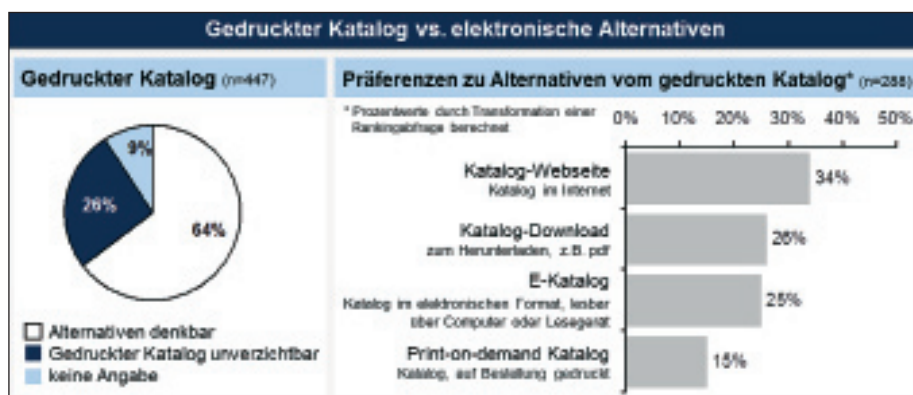 Gedruckter Katalog vs. elektronische Alternativen
Gedruckter Katalog (n=447)
9%
26%
64%
Alternativen denkbar
Gedruckter Katalog unverzichtbar
keine Angabe
Präferenzen zu Alternativen vom gedruckten Katalog* (n=288)
* Prozentwerte durch Transformation einer
Rankingabfrage berechnet
0% 10% 20% 30% 40% 50%
Katalog-Webseite
Katalog im Internet
34%
Katalog-Download
zum Herunterladen, z.B. pdf
26%
E-Katalog
Katalog im elektronischen Format, lesbar
über Computer oder Lesegerät
25%
Print-on-demand Katalog
Katalog, auf Bestellung gedruckt
15%